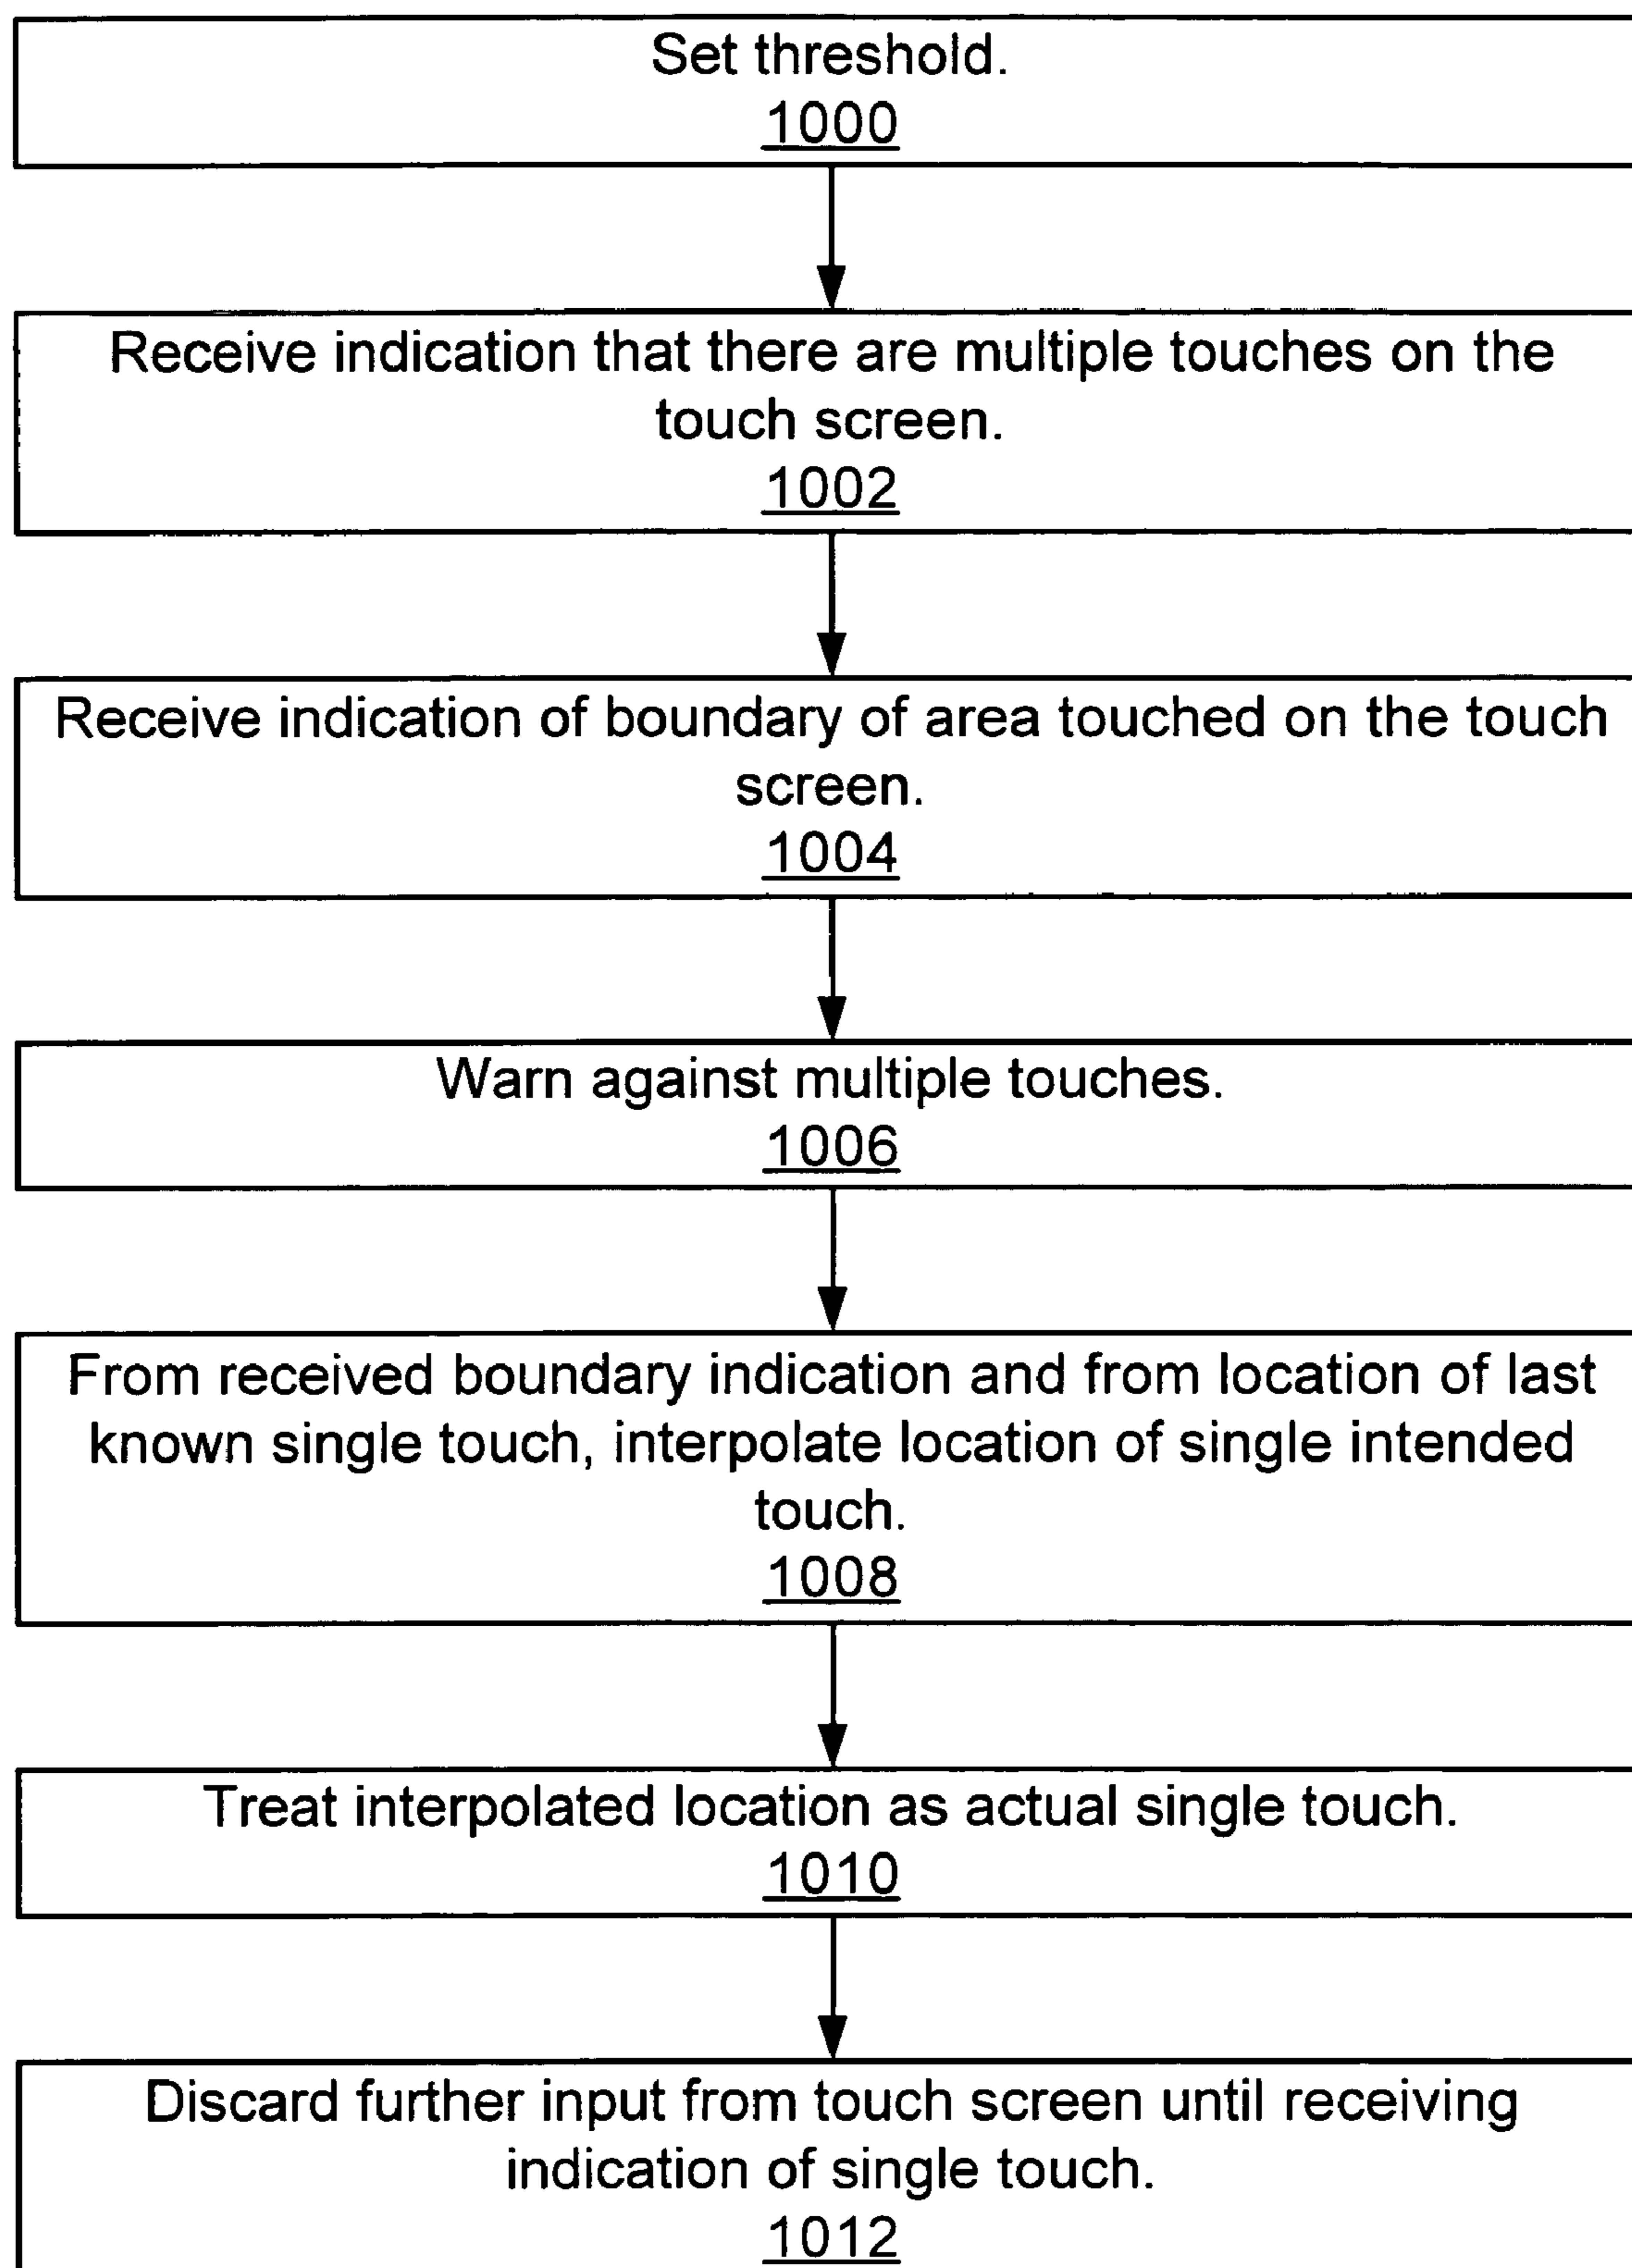 Set threshold.
1000
Receive indication that there are multiple touches on the
touch screen.
1002
Receive indication of boundary of area touched on the touch
screen.
1004
Warn against multiple touches.
1006
From received boundary indication and from location of last
known single touch, interpolate location of single intended
touch.
1008
Treat interpolated location as actual single touch.
1010
Discard further input from touch screen until receiving
indication of single touch.
1012